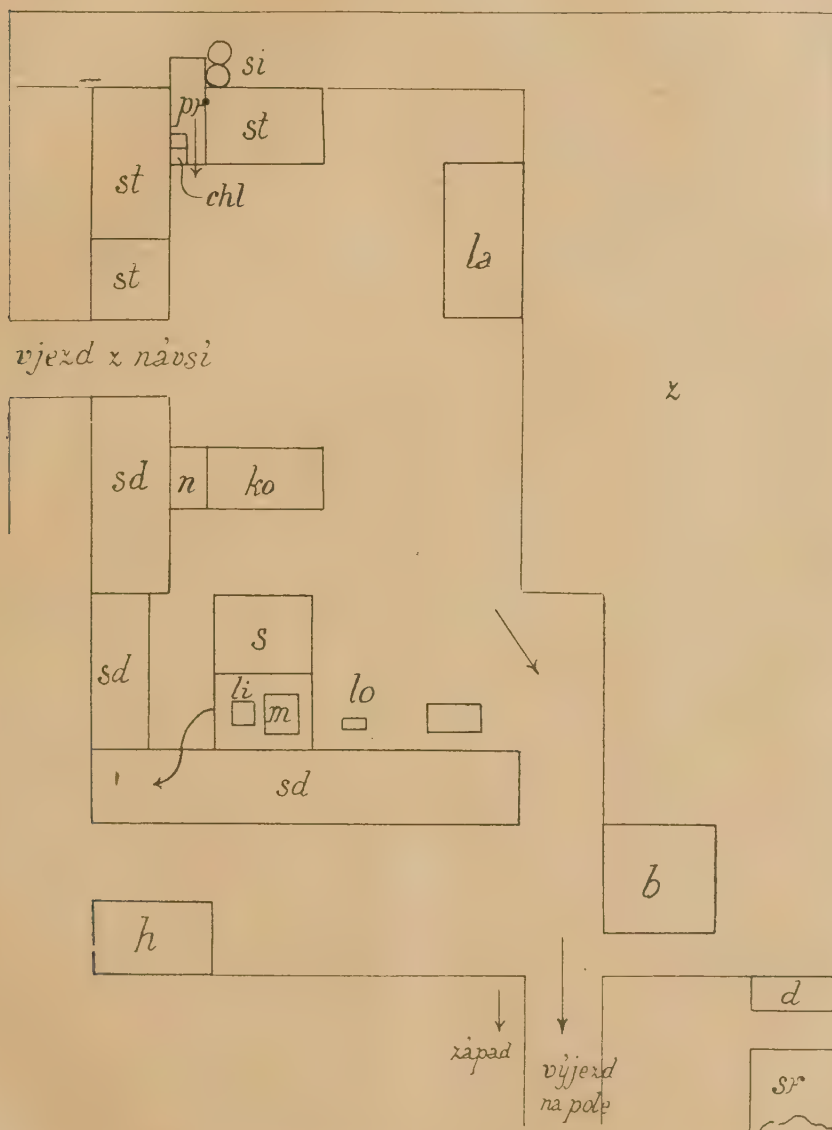 si
pr
st
st
chl
la
st
vjezd z návsi
z
sd
n
ko
s
sd
li
lo
m
sd
b
h
d
západ
výjezd
na pole
sr